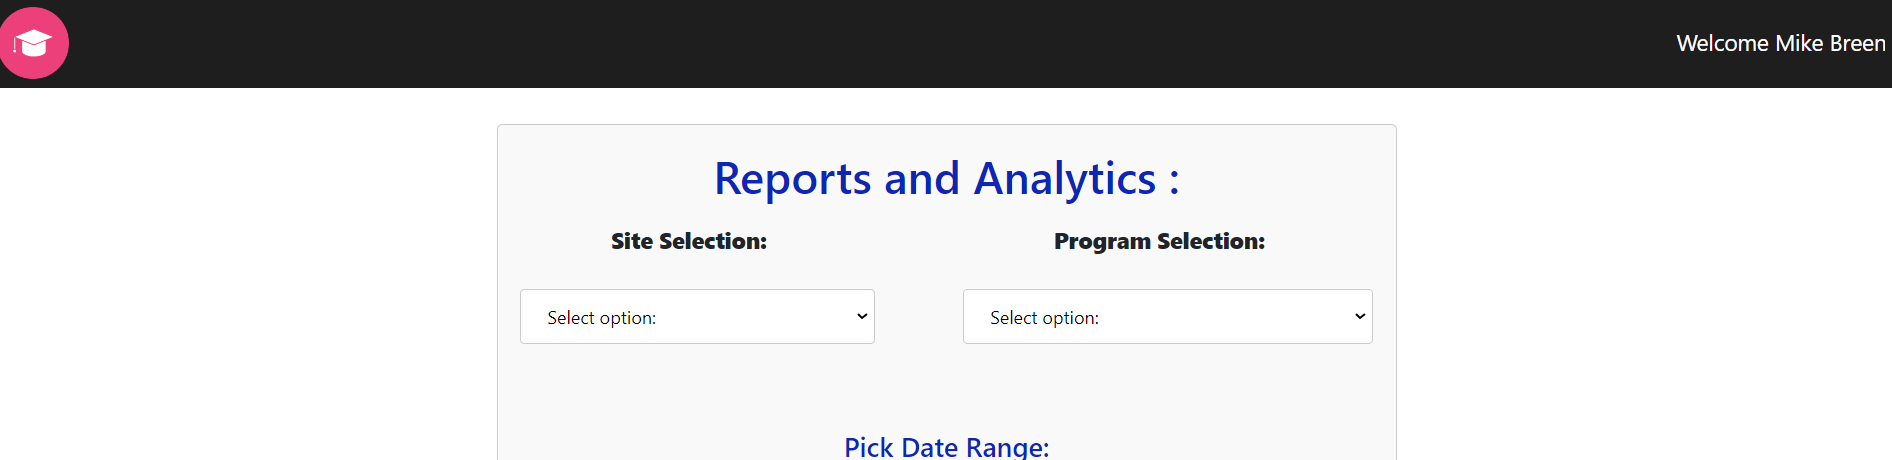 Welcome Mike Breen
Reports and Analytics :
Site Selection:
Program Selection:
Select option:
Select option:
Pick Date Range: